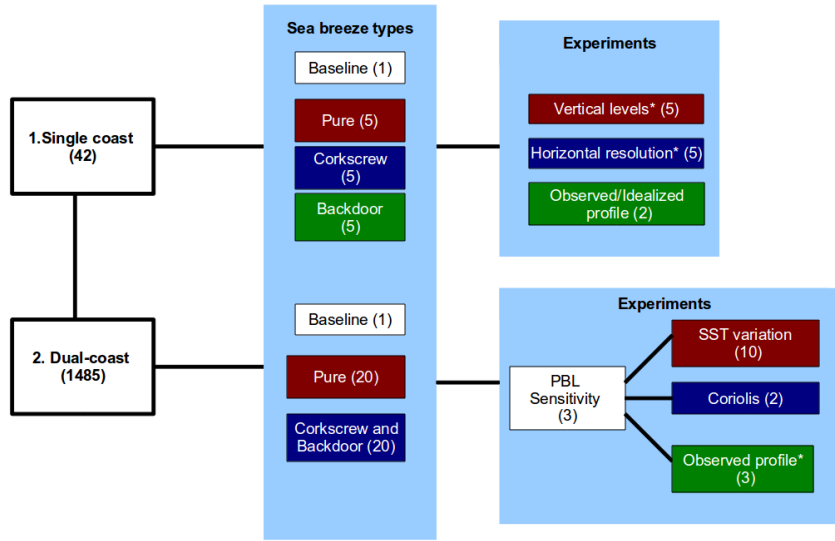 Sea breeze types
Baseline (1)
Pure (5)
Corkscrew
(5)
Backdoor
(5)
Experiments
Vertical levels* (5)
Horizontal resolution* (5)
Observed/Idealized
profile (2)
1.Single coast
(42)
2. Dual-coast
(1485)
Baseline (1)
Pure (20)
Corkscrew and
Backdoor (20)
Experiments
PBL
Sensitivity
(3)
SST variation
(10)
Coriolis (2)
Observed profile*
(3)